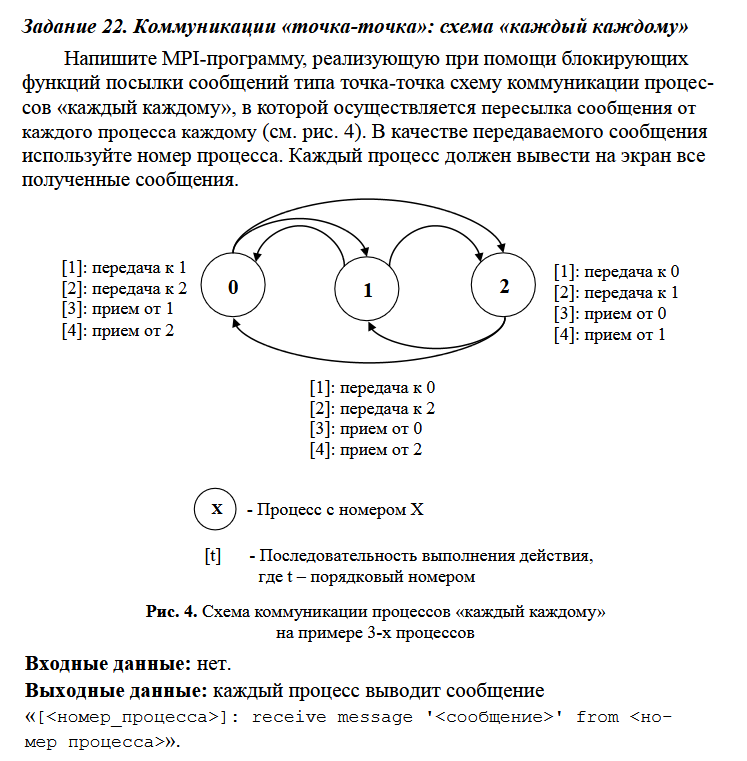 Задание 22. Коммуникации «точка-точка»: схема «каждый каждому»
Напишите MPI-программу, реализующую при помощи блокирующих
функций посылки сообщений типа точка-точка схему коммуникации процес-
сов «каждый каждому», в которой осуществляется пересылка сообщения от
каждого процесса каждому (см. рис. 4). В качестве передаваемого сообщения
используйте номер процесса. Каждый процесс должен вывести на экран все
полученные сообщения.
[1]: передача к 1
[2]: передача к 2
[3]: прием от 1
[4]: прием от 2
0
1
2
[1]: передача к 0
[2]: передача к 1
[3]: прием от 0
[4]: прием от 1
[1]: передача к 0
[2]: передача к 2
[3]: прием от 0
[4]: прием от 2
x - Процесс с номером X
[t] - Последовательность выполнения действия,
где t – порядковый номером
Рис. 4. Схема коммуникации процессов «каждый каждому»
на примере 3-х процессов
Входные данные: нет.
Выходные данные: каждый процесс выводит сообщение
«[<номер_процесса>]: receive message '<сообщение>' from <но-
мер процесса>».